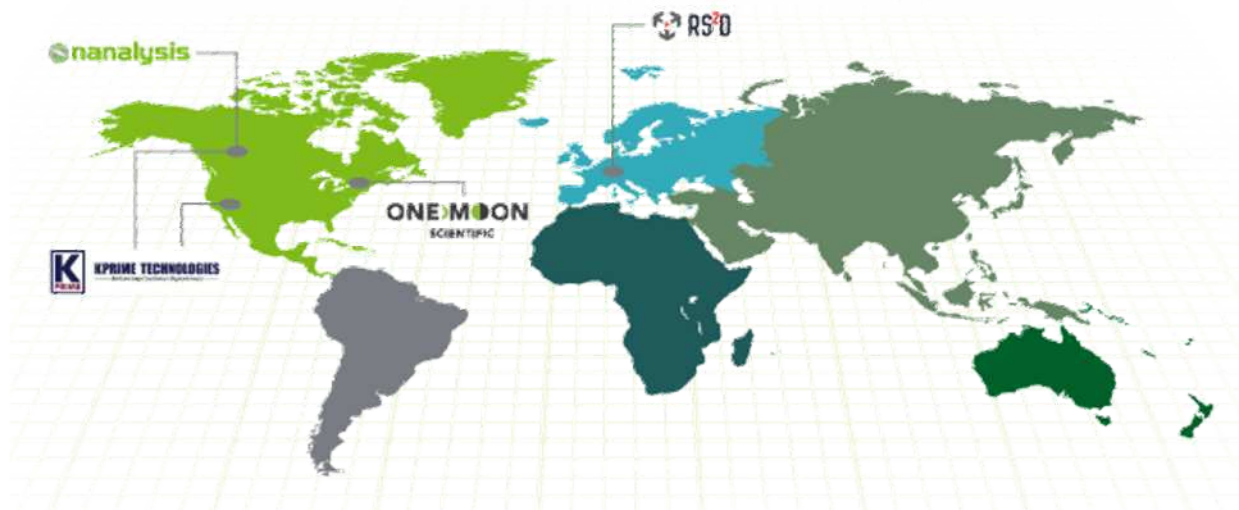 nanalysis
RS²D
ONE MOON
SCIENTIFIC
K
KPRIME TECHNOLOGIES